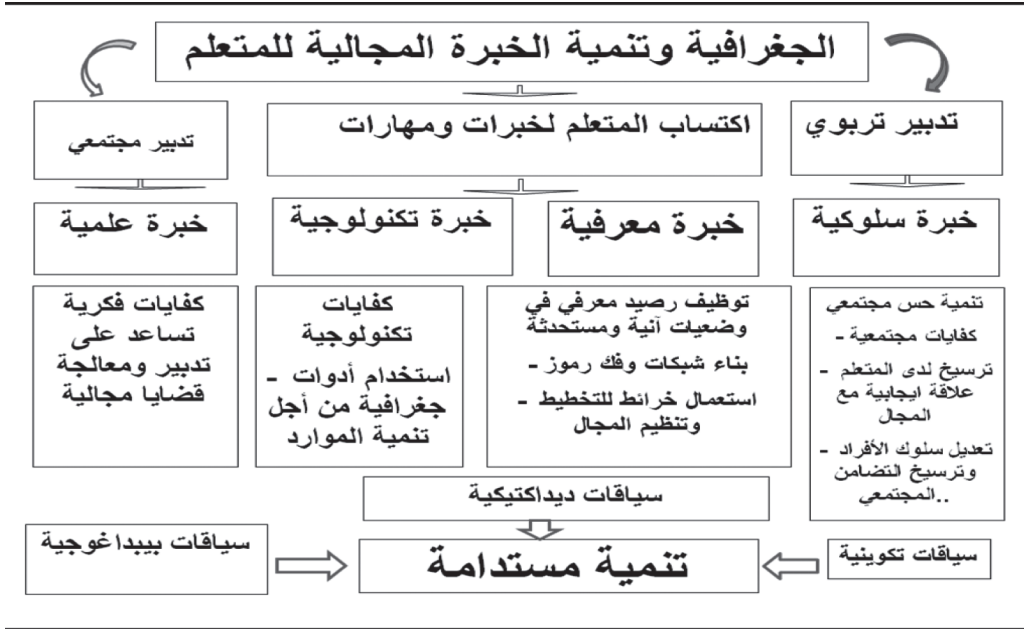 الجغرافية وتنمية الخبرة المجالية للمتعلم
تدبير تربوي
اكتساب المتعلم لخبرات ومهارات
تدبير مجتمعي
خبرة سلوكية
خبرة معرفية
خبرة تكنولوجية
خبرة علمية
تنمية حس مجتمعي
كفايات مجتمعية -
ترسيخ لدى المتعلم -
علاقة ايجابية مع
المجال
تعديل سلوك الأفراد -
وترسيخ التضامن
المجتمعي..
توظيف رصيد معرفي في
وضعيات آنية ومستحدثة
بناء شبكات وفك رموز -
استعمال خرائط للتخطيط -
وتنظيم المجال
كفايات
تكنولوجية
استخدام أدوات -
جغرافية من أجل
تنمية الموارد
كفايات فكرية
تساعد على
تدبير ومعالجة
قضايا مجالية
سياقات ديداكتيكية
سياقات تكوينية
تنمية مستدامة
سياقات بيبداغوجية